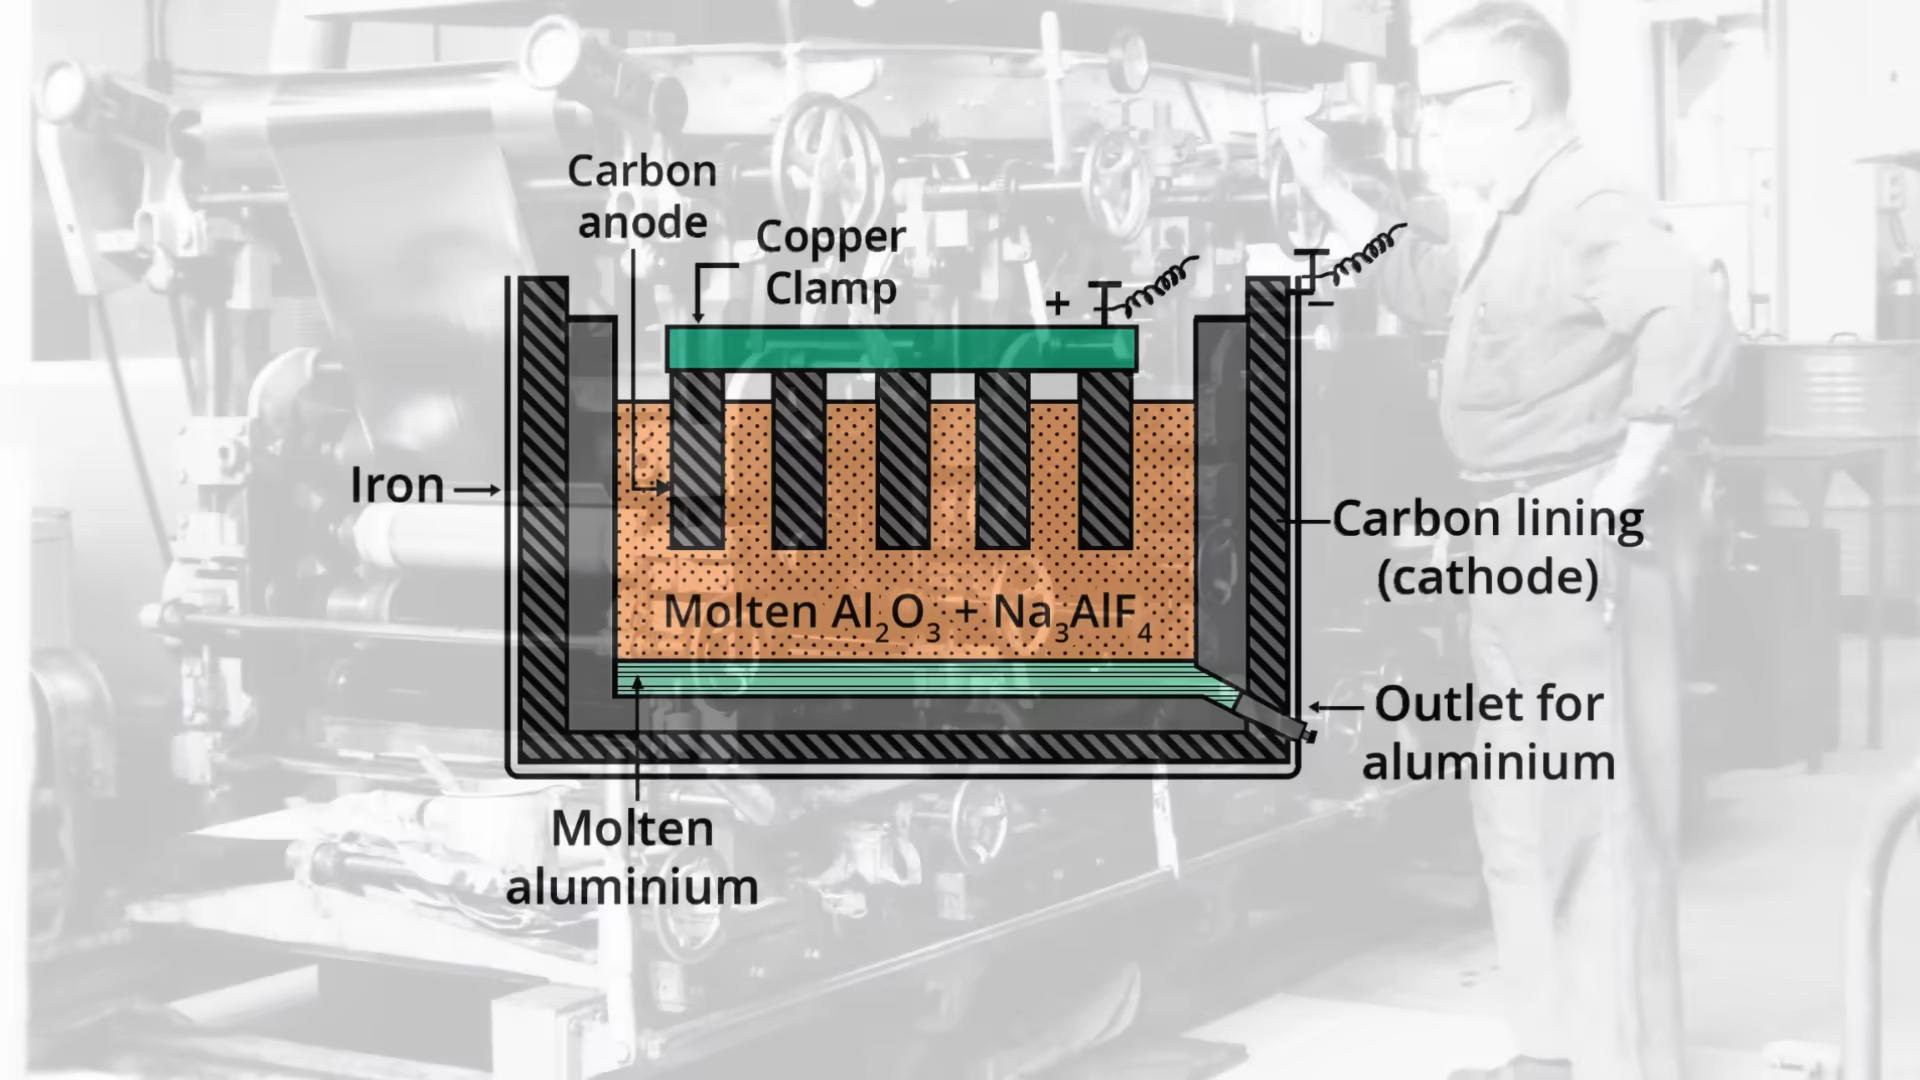 Carbon
anode
Copper
Clamp
+
−
Iron
Carbon lining
(cathode)
Molten Al₂O₃ + Na₃AlF₄
Outlet for
aluminium
Molten
aluminium